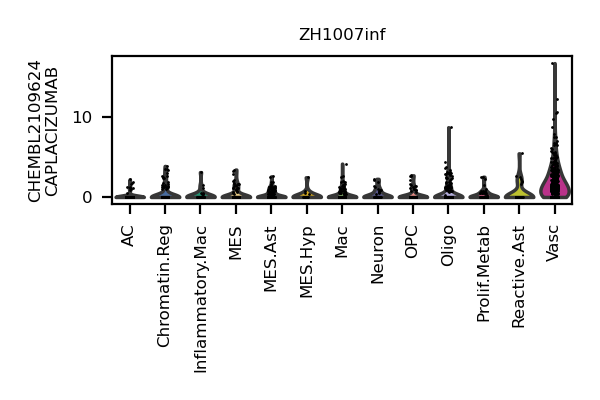 ZH1007inf
CHEMBL2109624
CAPLACIZUMAB
10
0
AC
Chromatin.Reg
Inflammatory.Mac
MES
MES.Ast
MES.Hyp
Mac
Neuron
OPC
Oligo
Prolif.Metab
Reactive.Ast
Vasc